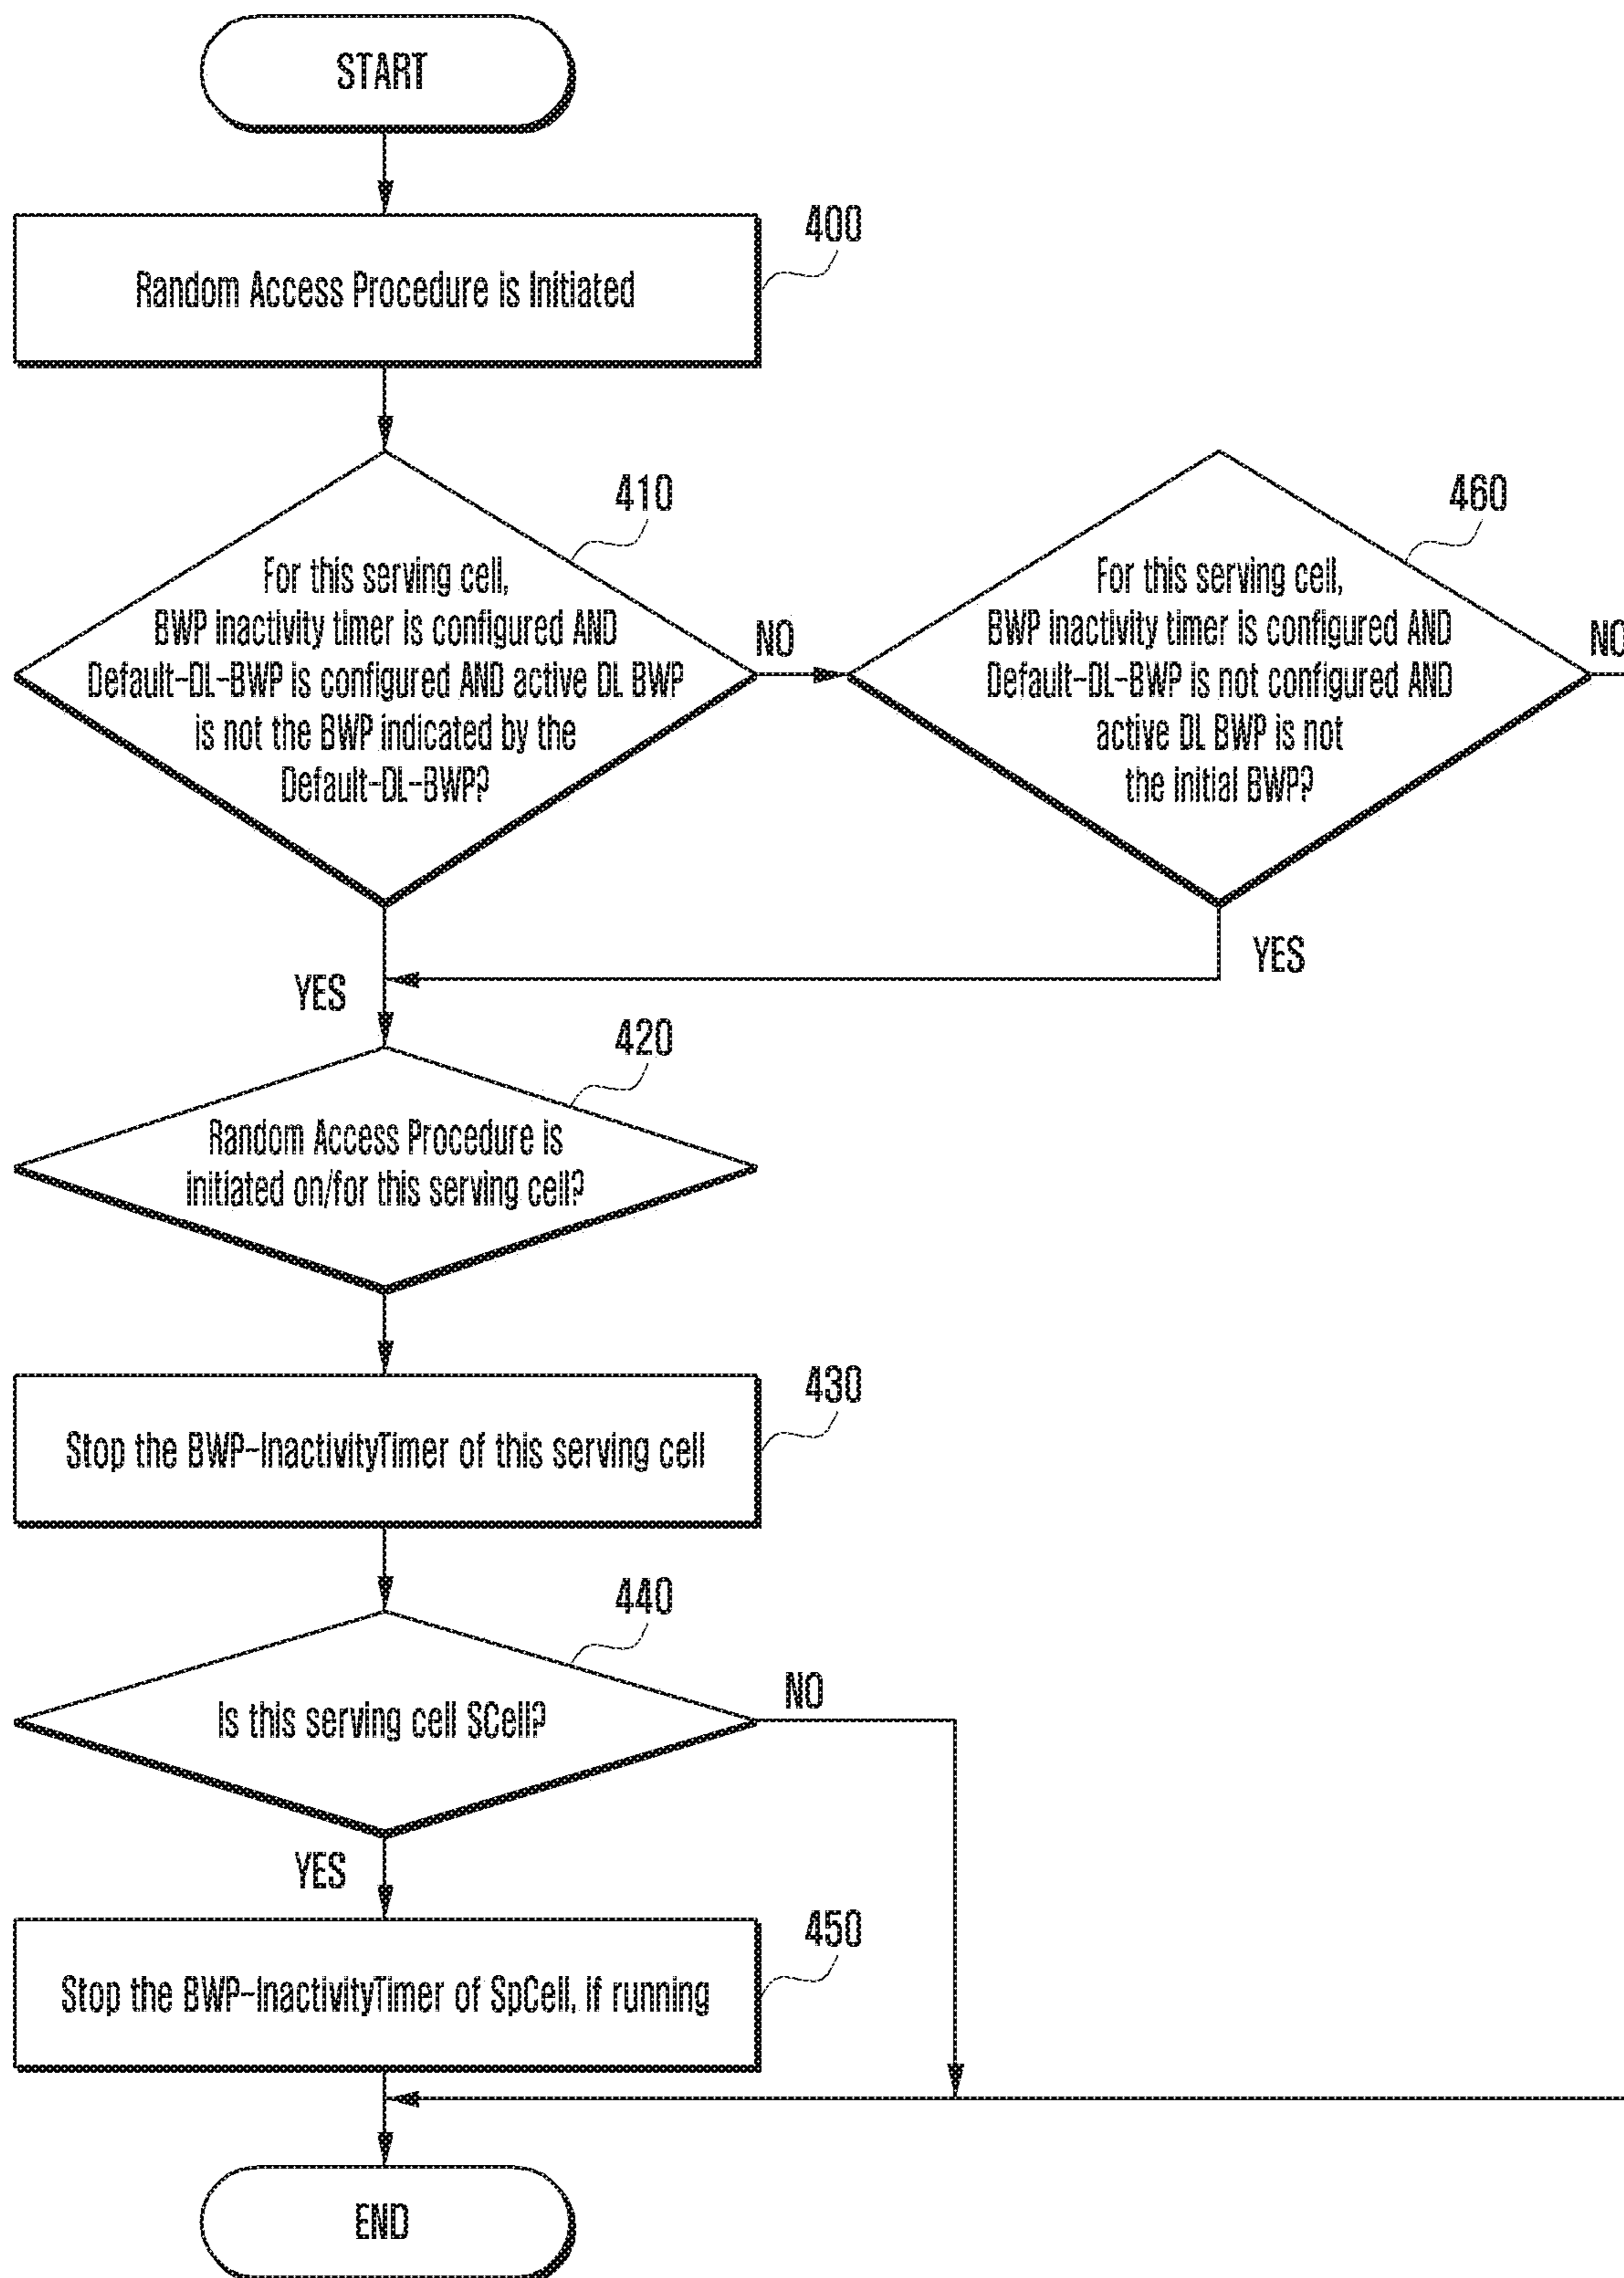 START
400
Random Access Procedure is Initiated
410
For this serving cell,
BWP inactivity timer is configured AND
Default-DL-BWP is configured AND active DL BWP
is not the BWP indicated by the
Default-DL-BWP?
NO
460
For this serving cell,
BWP inactivity timer is configured AND
Default-DL-BWP is not configured AND
active DL BWP is not
the initial BWP?
NO
YES
YES
420
Random Access Procedure is
initiated on/for this serving cell?
430
Stop the BWP-InactivityTimer of this serving cell
440
Is this serving cell SCell?
NO
YES
450
Stop the BWP-InactivityTimer of SpCell, if running
END